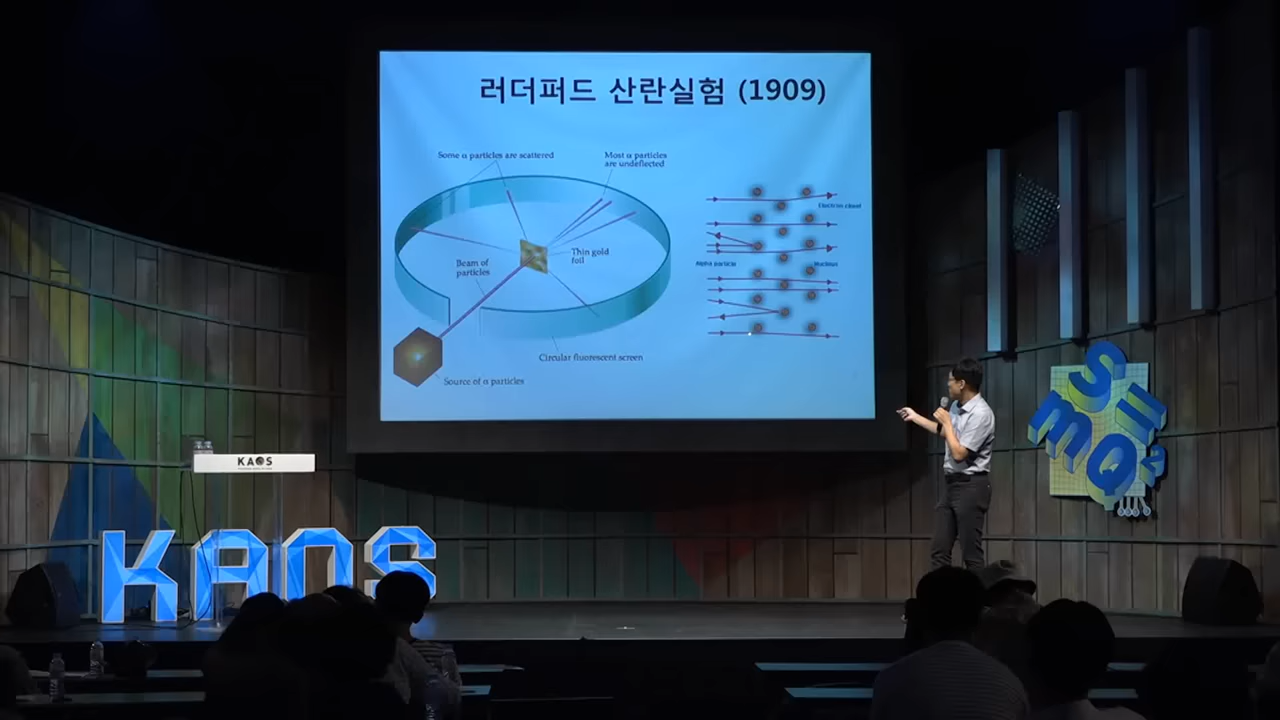 러더퍼드 산란실험 (1909)
Some α particles are scattered
Most α particles
are undeflected
Electron cloud
Beam of
particles
Thin gold
foil
Alpha particle
Nucleus
Circular fluorescent screen
Source of α particles
KAOS
KAOS